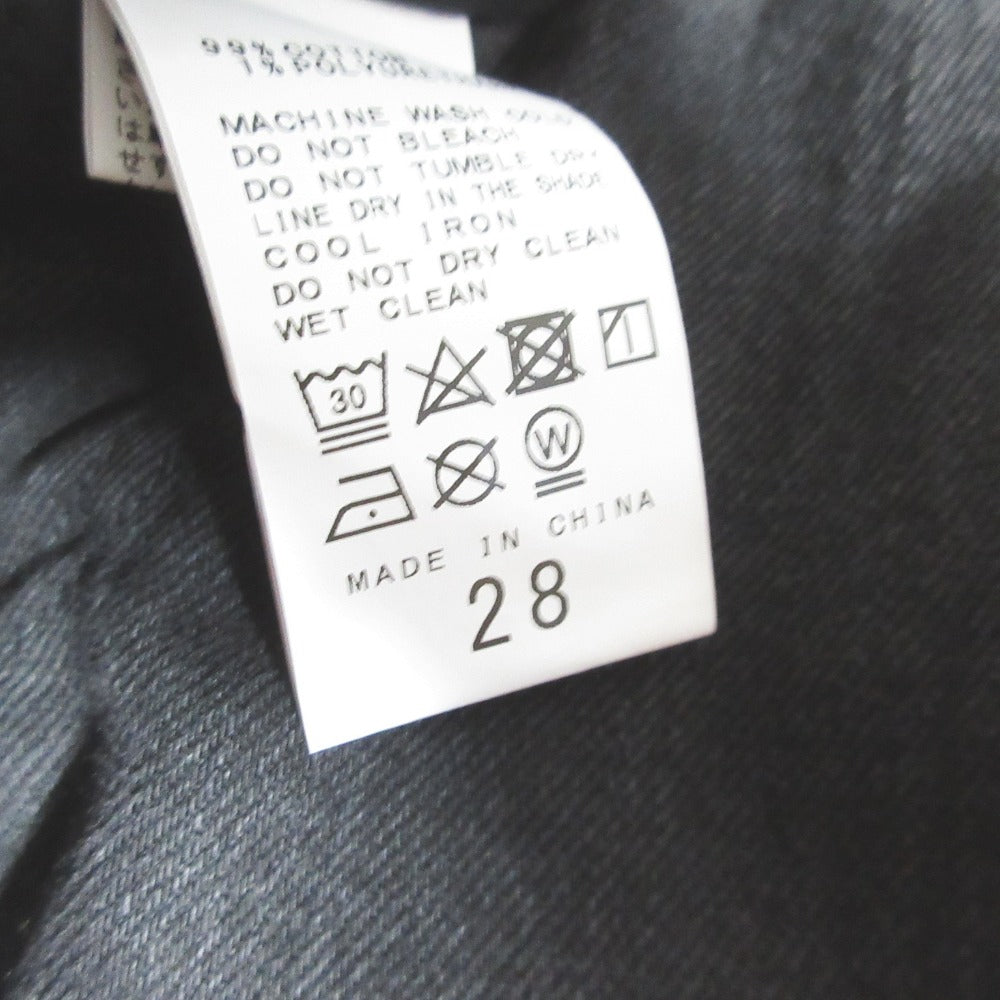 99% COTTON
1% POLYURET
MACHINE WASH COLD
DO NOT BLEACH
DO NOT TUMBLE DRY
LINE DRY IN THE SHADE
COOL IRON
DO NOT DRY CLEAN
WET CLEAN
30
W
MADE IN CHINA
28